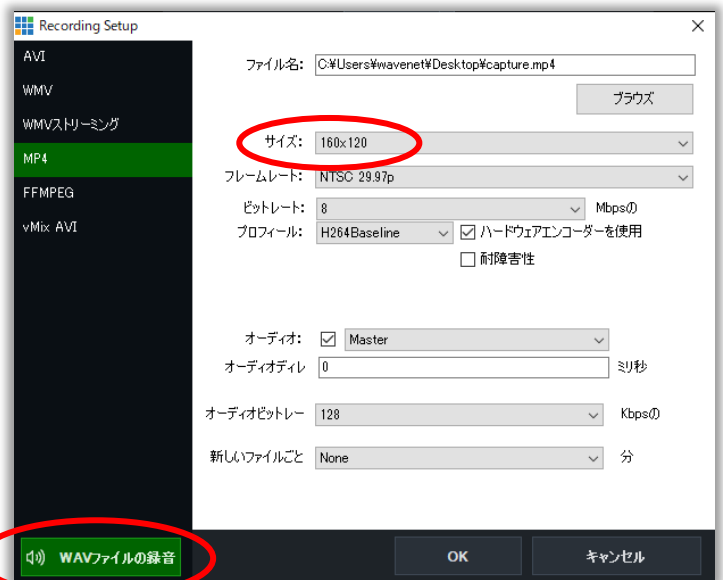 Recording Setup
AVI
WMV
WMVストリーミング
MP4
FFMPEG
vMix AVI
ファイル名: C:¥Users¥wavenet¥Desktop¥capture.mp4
ブラウズ
サイズ: 160x120
フレームレート: NTSC 29.97p
ビットレート: 8 Mbpsの
プロフィール: H264Baseline ハードウェアエンコーダーを使用
耐障害性
オーディオ: Master
オーディオディレ 0 ミリ秒
オーディオビットレー 128 Kbpsの
新しいファイルごと None 分
WAVファイルの録音 OK キャンセル